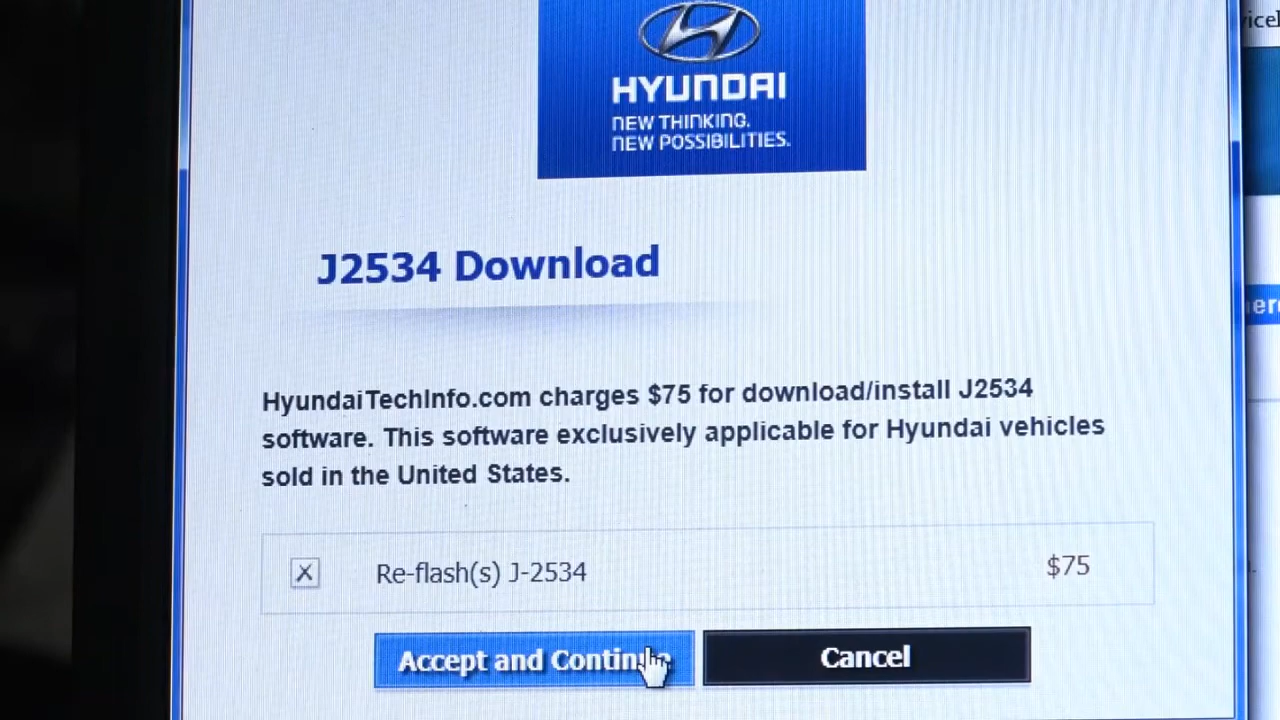 HYUNDAI
NEW THINKING.
NEW POSSIBILITIES.
J2534 Download
HyundaiTechInfo.com charges $75 for download/install J2534
software. This software exclusively applicable for Hyundai vehicles
sold in the United States.
X Re-flash(s) J-2534 $75
Accept and Continue Cancel